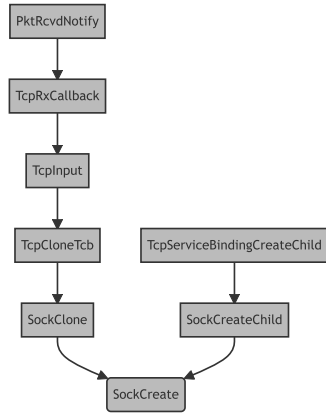 PktRcvdNotify
TcpRxCallback
TcpInput
TcpCloneTcb
TcpServiceBindingCreateChild
SockClone
SockCreateChild
SockCreate